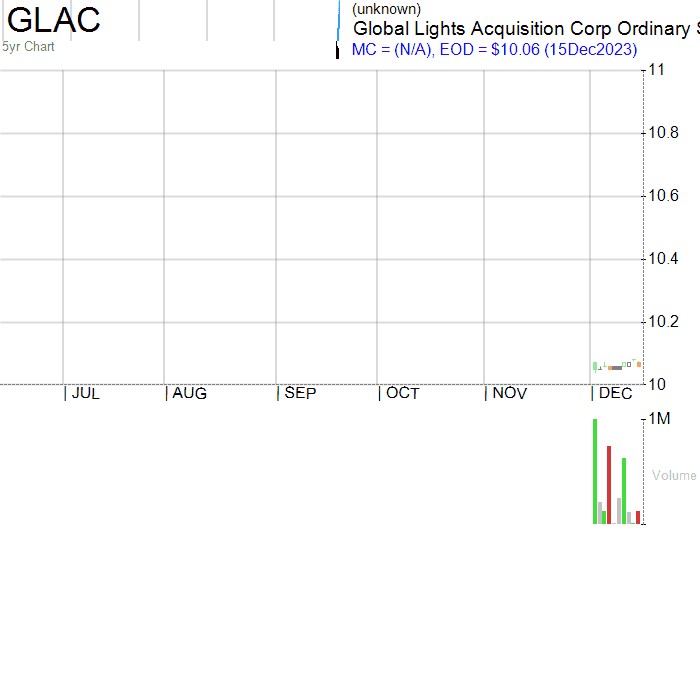 GLAC
5yr Chart
(unknown)
Global Lights Acquisition Corp Ordinary S
MC = (N/A), EOD = $10.06 (15Dec2023)
11
10.8
10.6
10.4
10.2
10
JUL AUG SEP OCT NOV DEC
1M
Volume